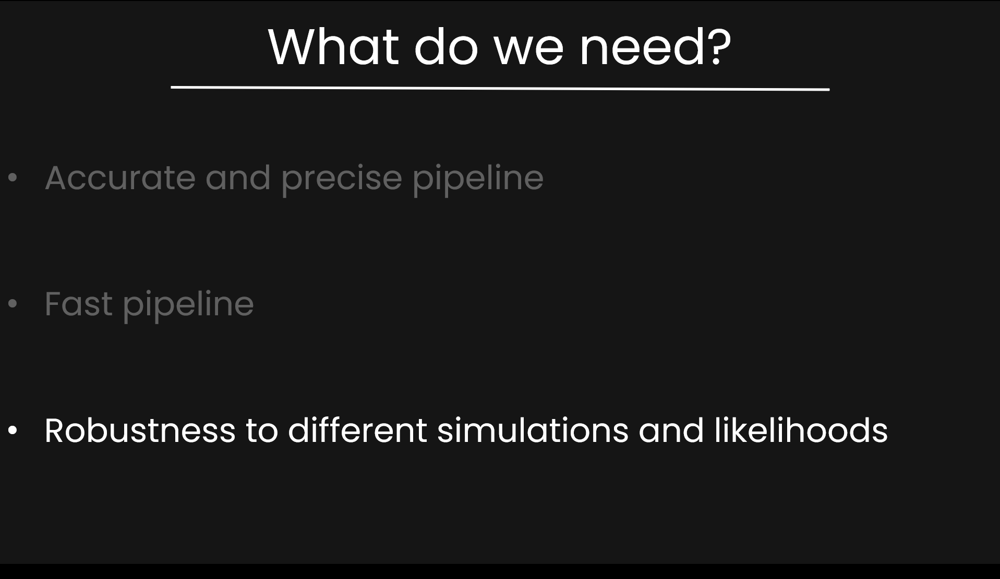 What do we need?
• Accurate and precise pipeline
• Fast pipeline
• Robustness to different simulations and likelihoods